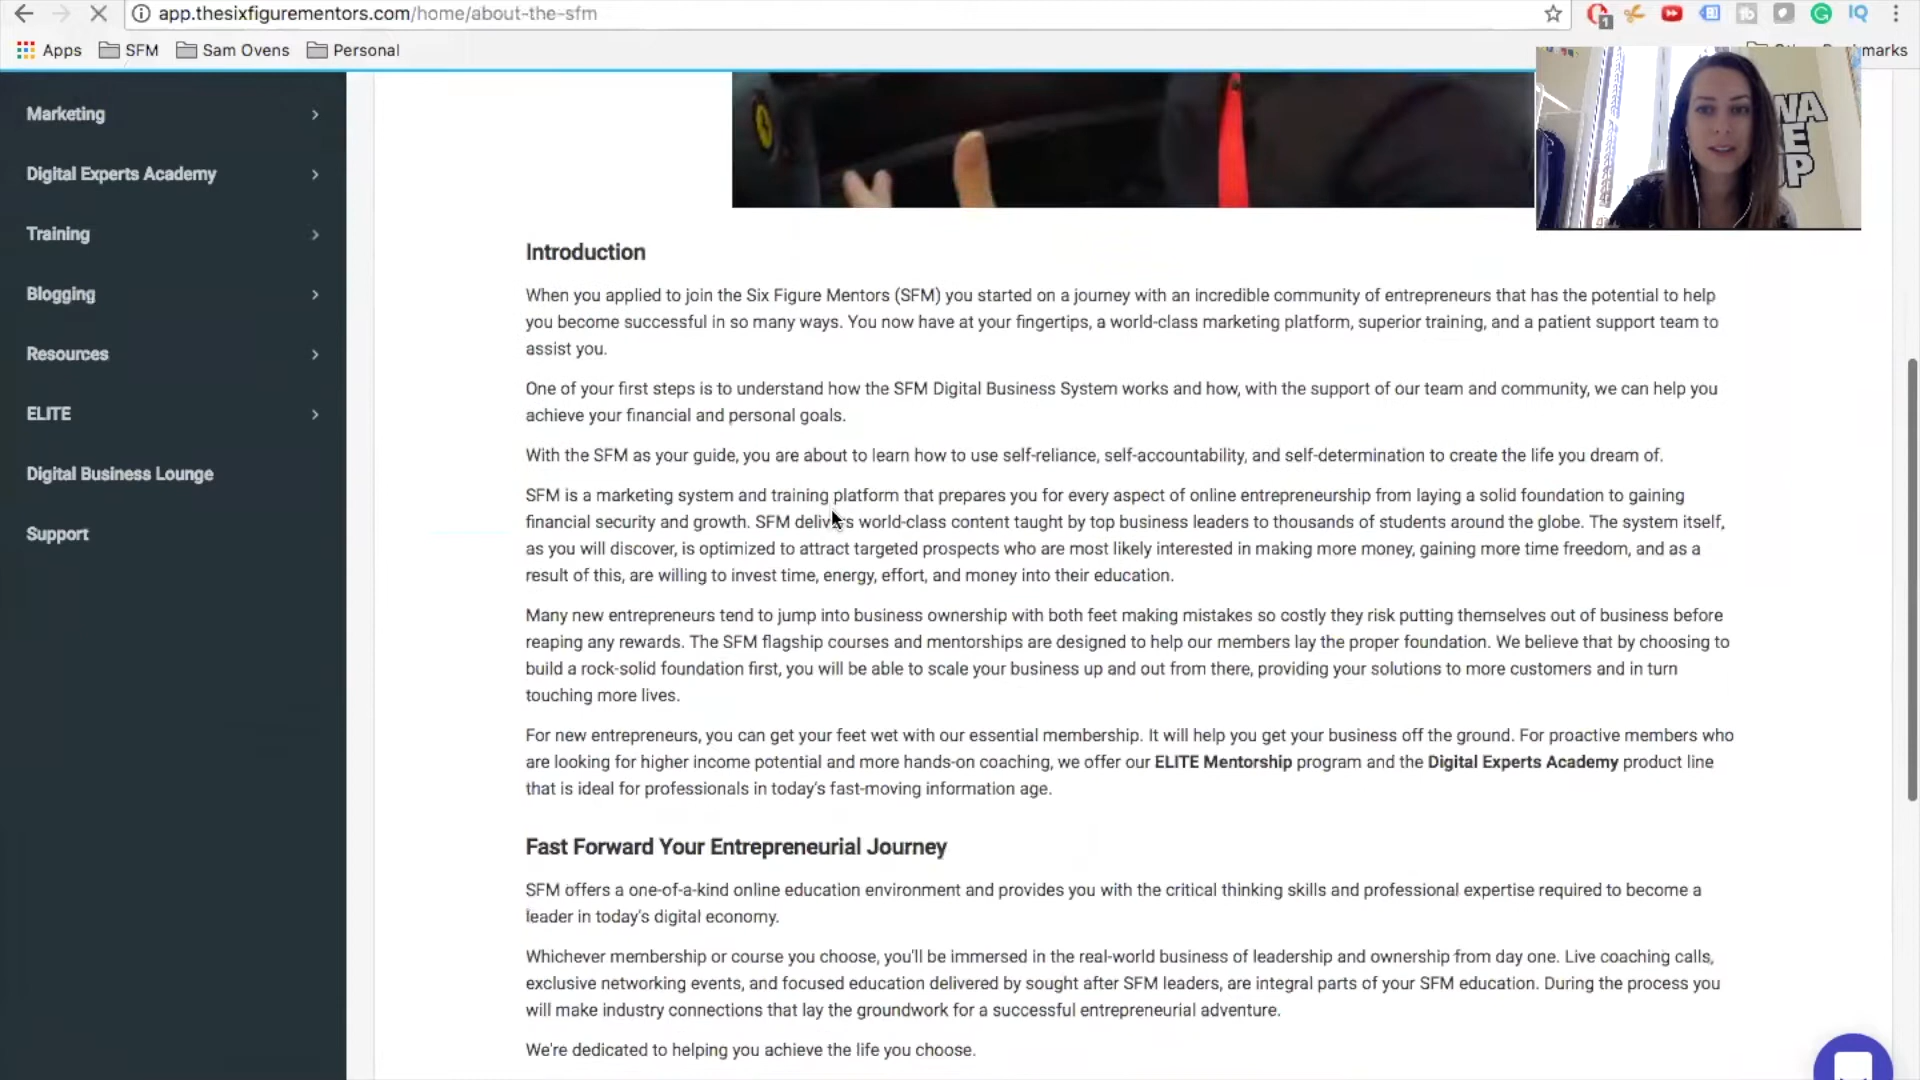 app.thesixfigurementors.com/home/about-the-sfm
1
Apps
SFM
Sam Ovens
Personal
Marketing
Digital Experts Academy
Training
Blogging
Resources
ELITE
Digital Business Lounge
Support
WA
E
UP
Introduction
When you applied to join the Six Figure Mentors (SFM) you started on a journey with an incredible community of entrepreneurs that has the potential to help
you become successful in so many ways. You now have at your fingertips, a world-class marketing platform, superior training, and a patient support team to
assist you.
One of your first steps is to understand how the SFM Digital Business System works and how, with the support of our team and community, we can help you
achieve your financial and personal goals.
With the SFM as your guide, you are about to learn how to use self-reliance, self-accountability, and self-determination to create the life you dream of.
SFM is a marketing system and training platform that prepares you for every aspect of online entrepreneurship from laying a solid foundation to gaining
financial security and growth. SFM delivers world-class content taught by top business leaders to thousands of students around the globe. The system itself,
as you will discover, is optimized to attract targeted prospects who are most likely interested in making more money, gaining more time freedom, and as a
result of this, are willing to invest time, energy, effort, and money into their education.
Many new entrepreneurs tend to jump into business ownership with both feet making mistakes so costly they risk putting themselves out of business before
reaping any rewards. The SFM flagship courses and mentorships are designed to help our members lay the proper foundation. We believe that by choosing to
build a rock-solid foundation first, you will be able to scale your business up and out from there, providing your solutions to more customers and in turn
touching more lives.
For new entrepreneurs, you can get your feet wet with our essential membership. It will help you get your business off the ground. For proactive members who
are looking for higher income potential and more hands-on coaching, we offer our ELITE Mentorship program and the Digital Experts Academy product line
that is ideal for professionals in today's fast-moving information age.
Fast Forward Your Entrepreneurial Journey
SFM offers a one-of-a-kind online education environment and provides you with the critical thinking skills and professional expertise required to become a
leader in today's digital economy.
Whichever membership or course you choose, you'll be immersed in the real-world business of leadership and ownership from day one. Live coaching calls,
exclusive networking events, and focused education delivered by sought after SFM leaders, are integral parts of your SFM education. During the process you
will make industry connections that lay the groundwork for a successful entrepreneurial adventure.
We're dedicated to helping you achieve the life you choose.